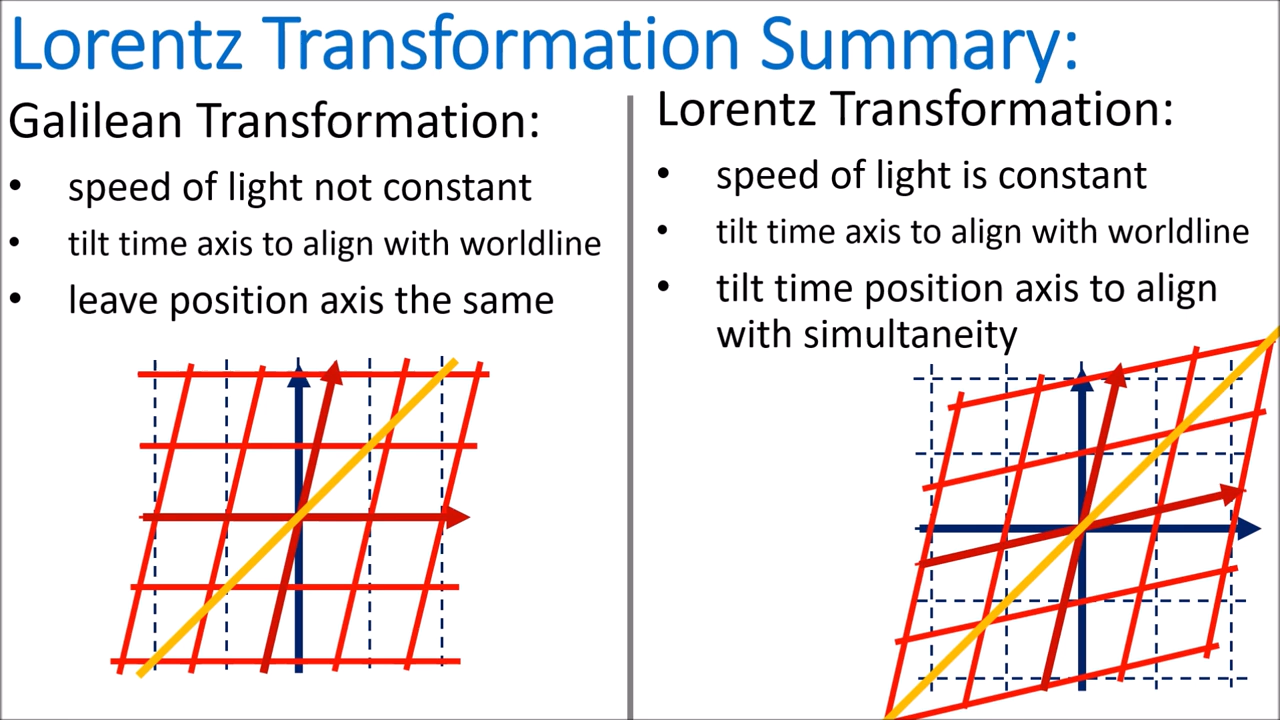 Lorentz Transformation Summary:
Galilean Transformation:
• speed of light not constant
• tilt time axis to align with worldline
• leave position axis the same
Lorentz Transformation:
• speed of light is constant
• tilt time axis to align with worldline
• tilt time position axis to align
with simultaneity